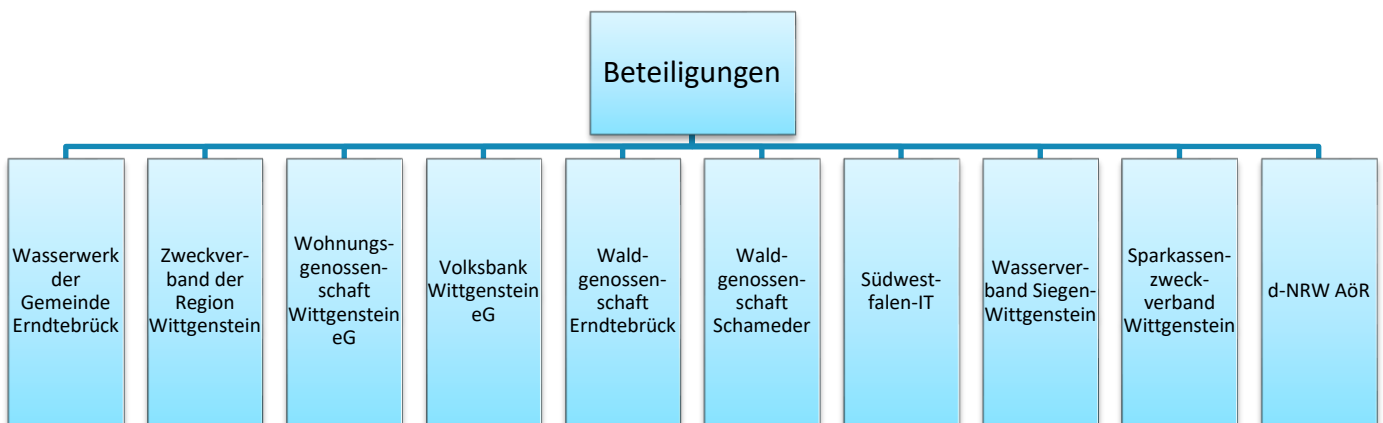 Beteiligungen
Wasserwerk
der
Gemeinde
Erndtebrück
Zweckver-
band der
Region
Wittgenstein
Wohnungs-
genossen-
schaft
Wittgenstein
eG
Volksbank
Wittgenstein
eG
Wald-
genossen-
schaft
Erndtebrück
Wald-
genossen-
schaft
Schameder
Südwest-
falen-IT
Wasserver-
band Siegen-
Wittgenstein
Sparkassen-
zweck-
verband
Wittgenstein
d-NRW AöR